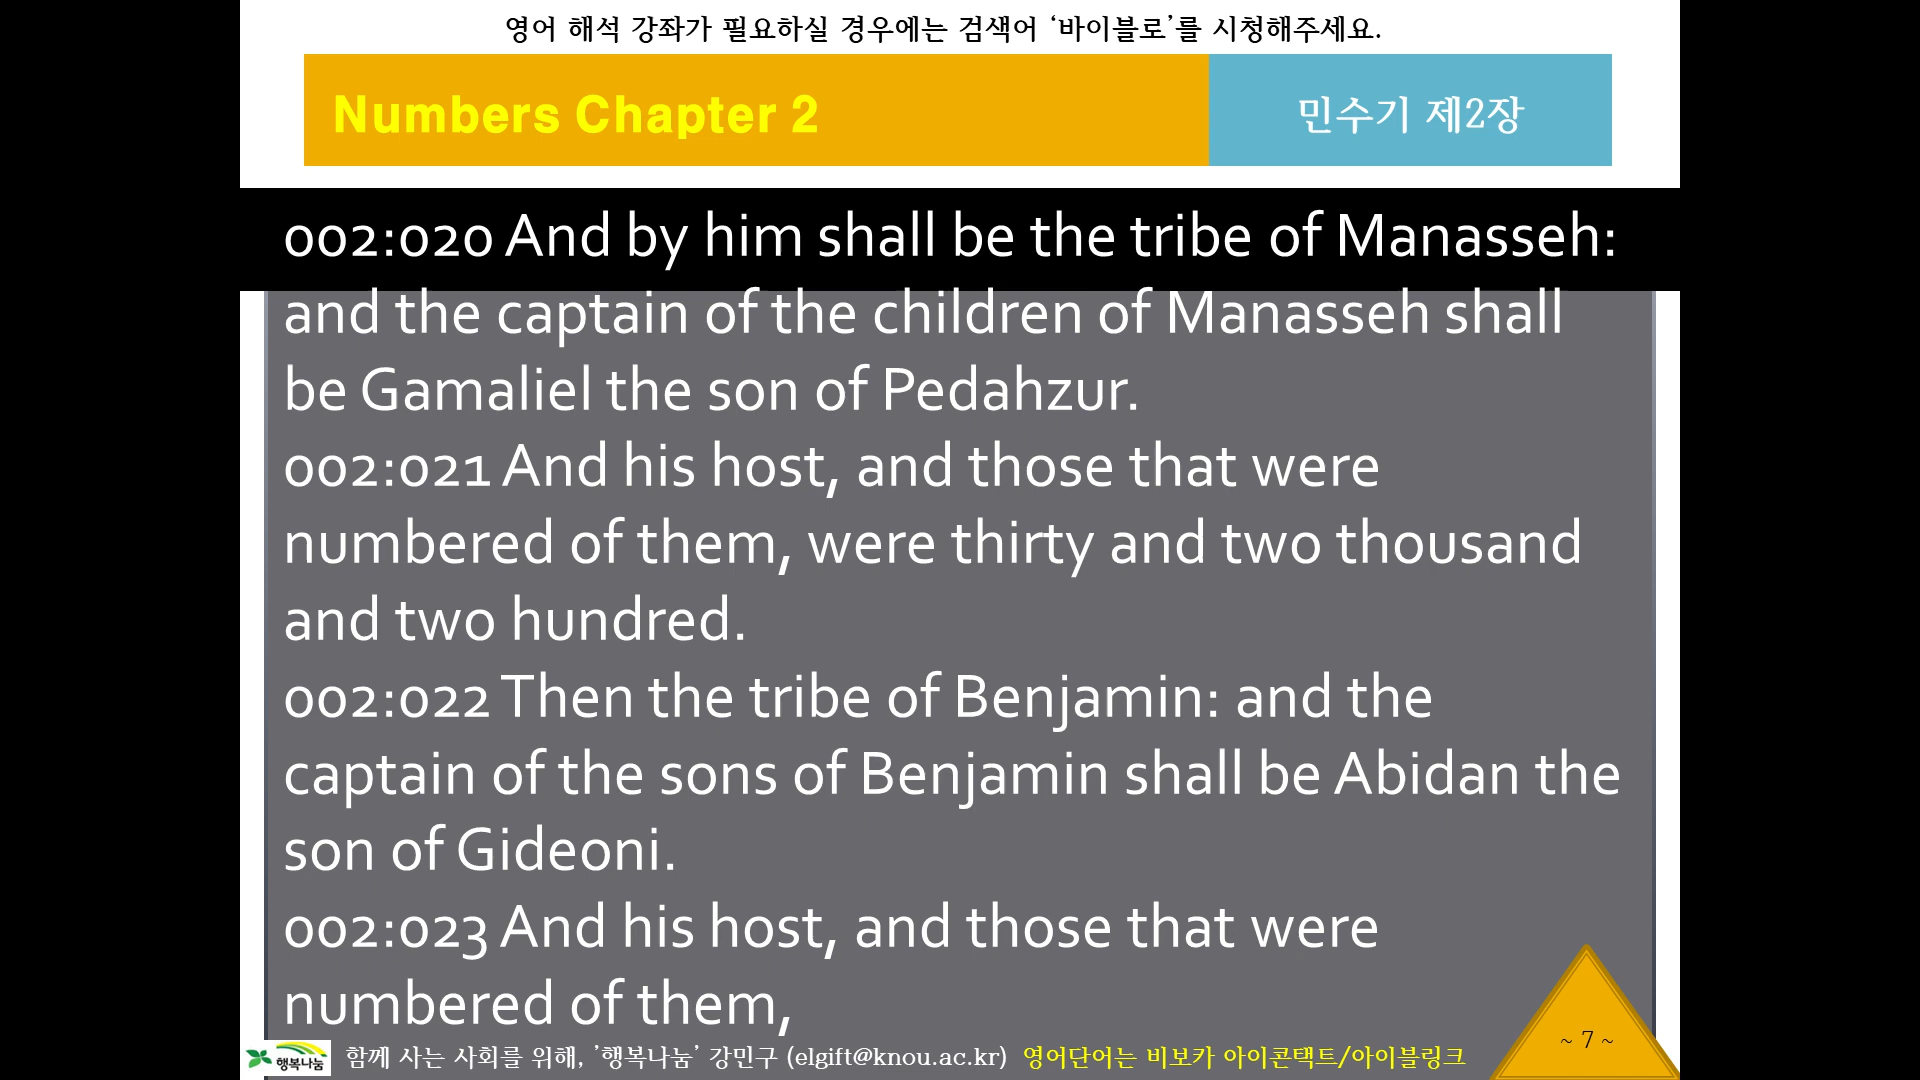 영어 해석 강좌가 필요하실 경우에는 검색어 ‘바이블로’를 시청해주세요.
Numbers Chapter 2
민수기 제2장
002:020 And by him shall be the tribe of Manasseh:
and the captain of the children of Manasseh shall
be Gamaliel the son of Pedahzur.
002:021 And his host, and those that were
numbered of them, were thirty and two thousand
and two hundred.
002:022 Then the tribe of Benjamin: and the
captain of the sons of Benjamin shall be Abidan the
son of Gideoni.
002:023 And his host, and those that were
numbered of them,
행복나눔
함께 사는 사회를 위해, ’행복나눔’ 강민구 (elgift@knou.ac.kr) 영어단어는 비보카 아이콘택트/아이블링크
~ 7 ~